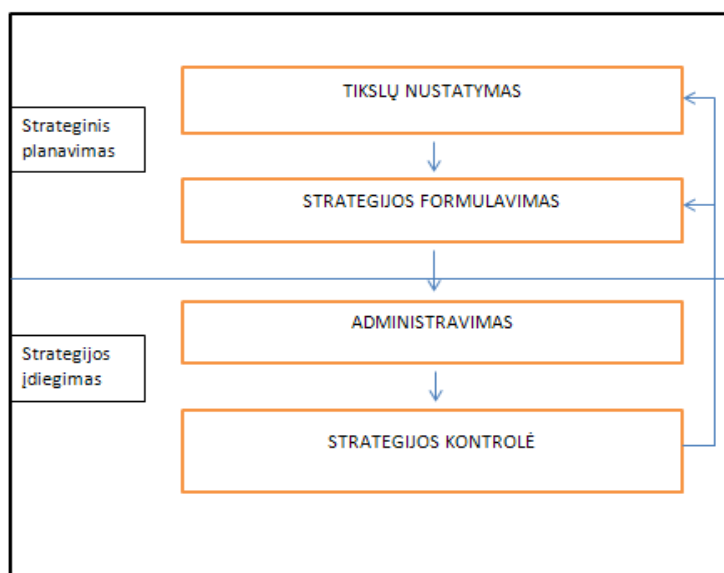 TIKSLŲ NUSTATYMAS
Strateginis
planavimas
STRATEGIJOS FORMULAVIMAS
ADMINISTRAVIMAS
Strategijos
įdiegimas
STRATEGIJOS KONTROLĖ